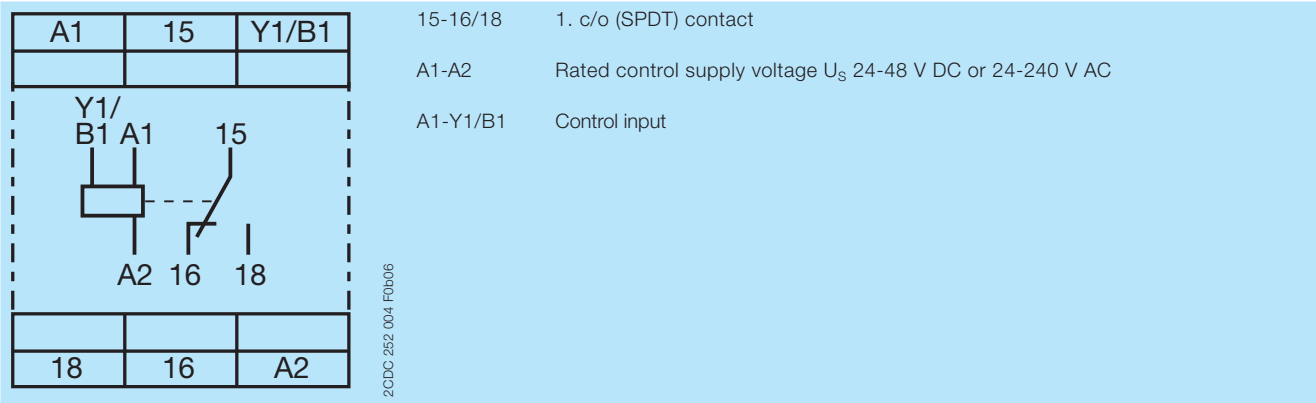 A1 15 Y1/B1
Y1/
B1 A1 15
A2 16 18
18 16 A2
2CDC 252 004 F0b06
15-16/18 1. c/o (SPDT) contact
A1-A2 Rated control supply voltage US 24-48 V DC or 24-240 V AC
A1-Y1/B1 Control input